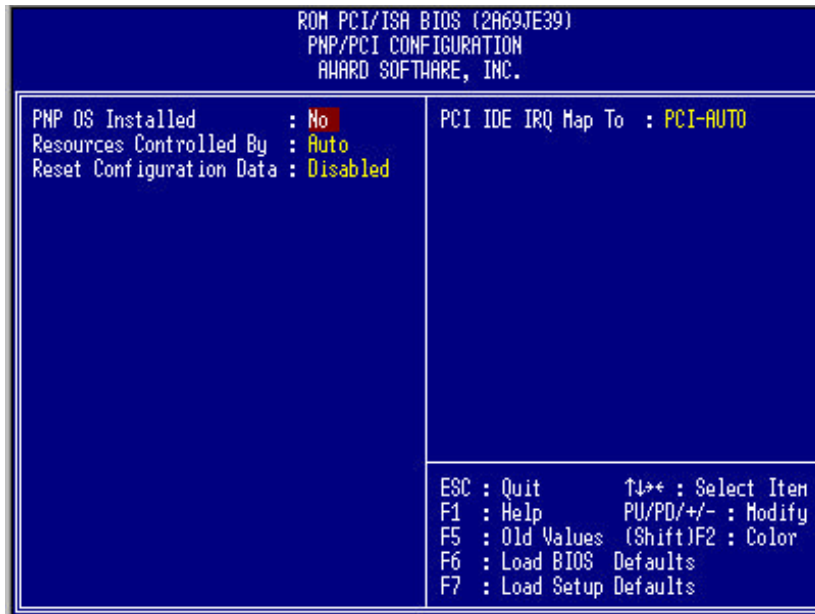 ROM PCI/ISA BIOS (2A69JE39)
PNP/PCI CONFIGURATION
AWARD SOFTWARE, INC.
PNP OS Installed : No
Resources Controlled By : Auto
Reset Configuration Data : Disabled
PCI IDE IRQ Map To : PCI-AUTO
ESC : Quit ↑↓→← : Select Item
F1 : Help PU/PD/+/- : Modify
F5 : Old Values (Shift)F2 : Color
F6 : Load BIOS Defaults
F7 : Load Setup Defaults